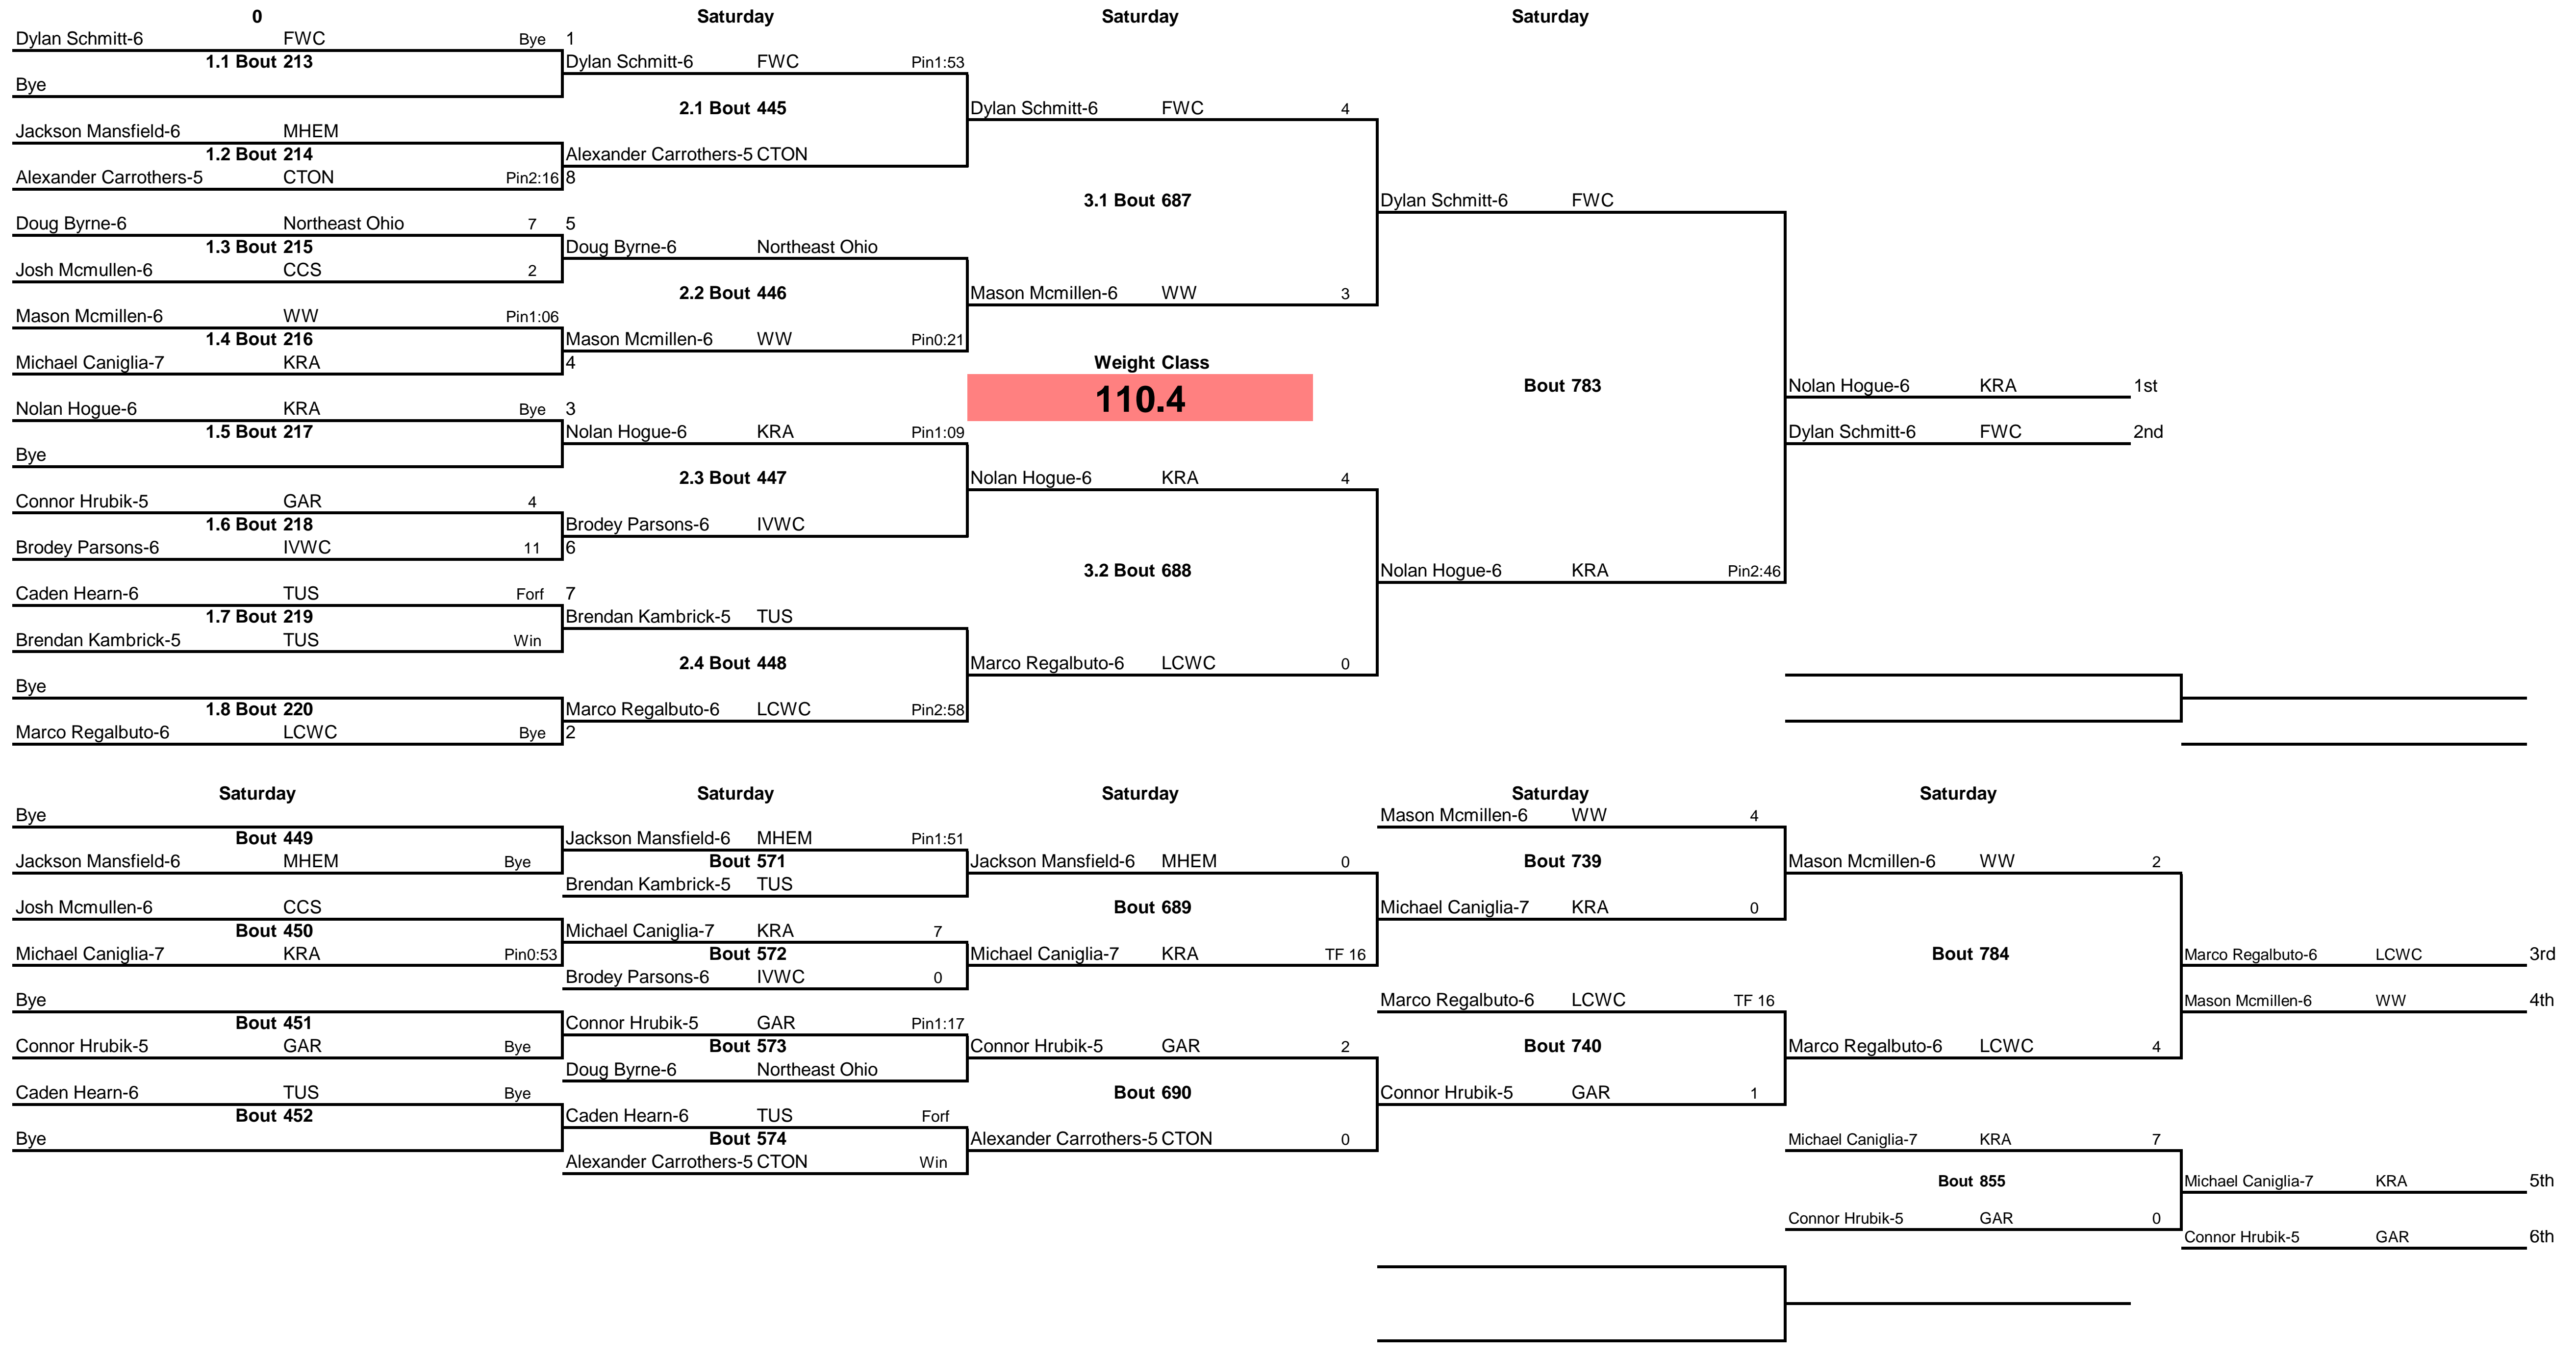 0 Saturday Saturday Saturday
Dylan Schmitt-6 FWC Bye 1
1.1 Bout 213 Dylan Schmitt-6 FWC Pin1:53
Bye
2.1 Bout 445 Dylan Schmitt-6 FWC 4
Jackson Mansfield-6 MHEM
1.2 Bout 214 Alexander Carrothers-5 CTON
Alexander Carrothers-5 CTON Pin2:16 8
3.1 Bout 687 Dylan Schmitt-6 FWC
Doug Byrne-6 Northeast Ohio 7 5
1.3 Bout 215 Doug Byrne-6 Northeast Ohio
Josh Mcmullen-6 CCS 2
2.2 Bout 446 Mason Mcmillen-6 WW 3
Mason Mcmillen-6 WW Pin1:06
1.4 Bout 216 Mason Mcmillen-6 WW Pin0:21
Michael Caniglia-7 KRA 4 Weight Class
Bout 783 Nolan Hogue-6 KRA 1st
110.4
Nolan Hogue-6 KRA Bye 3
1.5 Bout 217 Nolan Hogue-6 KRA Pin1:09 Dylan Schmitt-6 FWC 2nd
Bye
2.3 Bout 447 Nolan Hogue-6 KRA 4
Connor Hrubik-5 GAR 4
1.6 Bout 218 Brodey Parsons-6 IVWC
Brodey Parsons-6 IVWC 11 6
3.2 Bout 688 Nolan Hogue-6 KRA Pin2:46
Caden Hearn-6 TUS Forf 7
1.7 Bout 219 Brendan Kambrick-5 TUS
Brendan Kambrick-5 TUS Win
2.4 Bout 448 Marco Regalbuto-6 LCWC 0
Bye
1.8 Bout 220 Marco Regalbuto-6 LCWC Pin2:58
Marco Regalbuto-6 LCWC Bye 2
Saturday Saturday Saturday Saturday Saturday
Bye Mason Mcmillen-6 WW 4
Bout 449 Jackson Mansfield-6 MHEM Pin1:51
Jackson Mansfield-6 MHEM Bye Bout 571 Jackson Mansfield-6 MHEM 0 Bout 739 Mason Mcmillen-6 WW 2
Brendan Kambrick-5 TUS
Josh Mcmullen-6 CCS Bout 689 Michael Caniglia-7 KRA 0
Bout 450 Michael Caniglia-7 KRA 7
Michael Caniglia-7 KRA Pin0:53 Bout 572 Michael Caniglia-7 KRA TF 16 Bout 784 Marco Regalbuto-6 LCWC 3rd
Brodey Parsons-6 IVWC 0
Bye Marco Regalbuto-6 LCWC TF 16 Mason Mcmillen-6 WW 4th
Bout 451 Connor Hrubik-5 GAR Pin1:17
Connor Hrubik-5 GAR Bye Bout 573 Connor Hrubik-5 GAR 2 Bout 740 Marco Regalbuto-6 LCWC 4
Doug Byrne-6 Northeast Ohio
Caden Hearn-6 TUS Bye Bout 690 Connor Hrubik-5 GAR 1
Bout 452 Caden Hearn-6 TUS Forf
Bye Bout 574 Alexander Carrothers-5 CTON 0 Michael Caniglia-7 KRA 7
Alexander Carrothers-5 CTON Win
Bout 855 Michael Caniglia-7 KRA 5th
Connor Hrubik-5 GAR 0
Connor Hrubik-5 GAR 6th